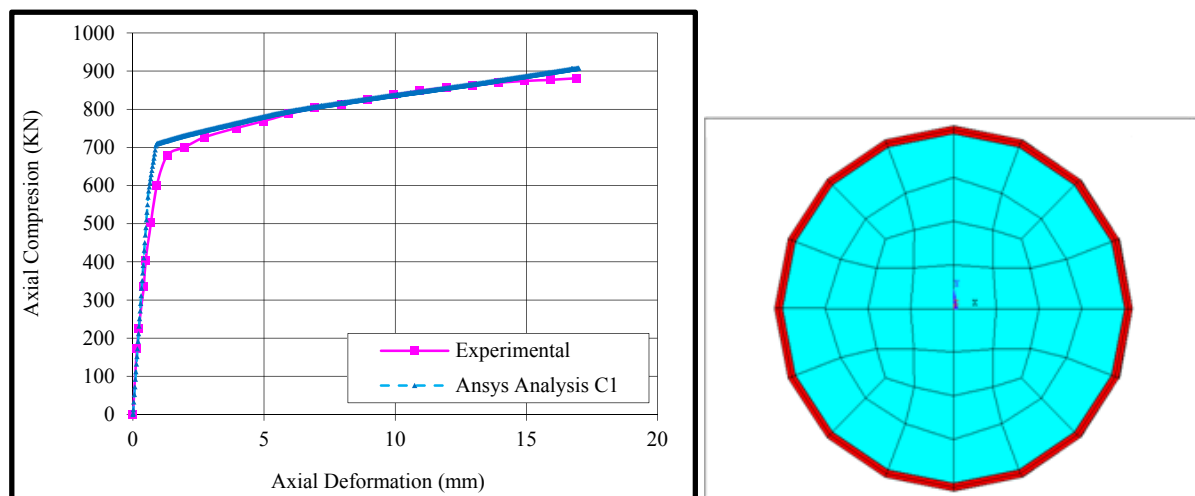 1000
900
800
700
600
500
400
300
200
100
0
0 5 10 15 20
Axial Compresion (KN)
Axial Deformation (mm)
Experimental
Ansys Analysis C1
Y
X